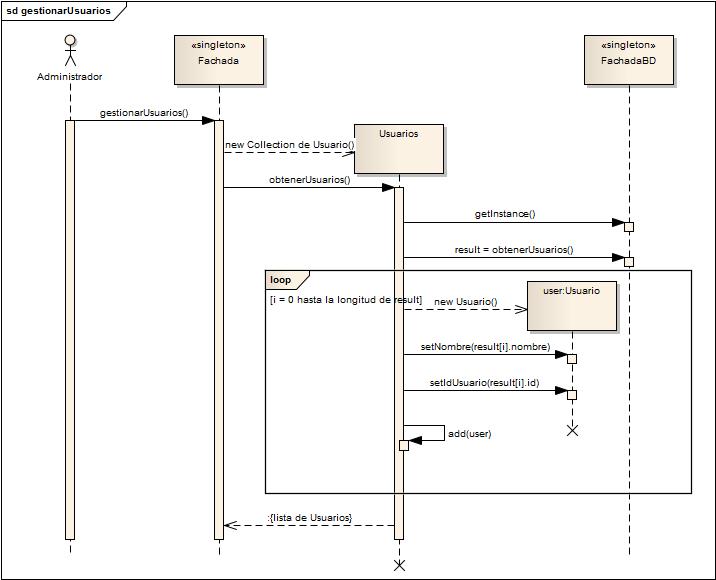 sd gestionarUsuarios
Administrador
«singleton»
Fachada
«singleton»
FachadaBD
gestionarUsuarios()
new Collection de Usuario()
Usuarios
obtenerUsuarios()
getInstance()
result = obtenerUsuarios()
loop
[i = 0 hasta la longitud de result]
new Usuario()
user:Usuario
setNombre(result[i].nombre)
setIdUsuario(result[i].id)
add(user)
:{lista de Usuarios}